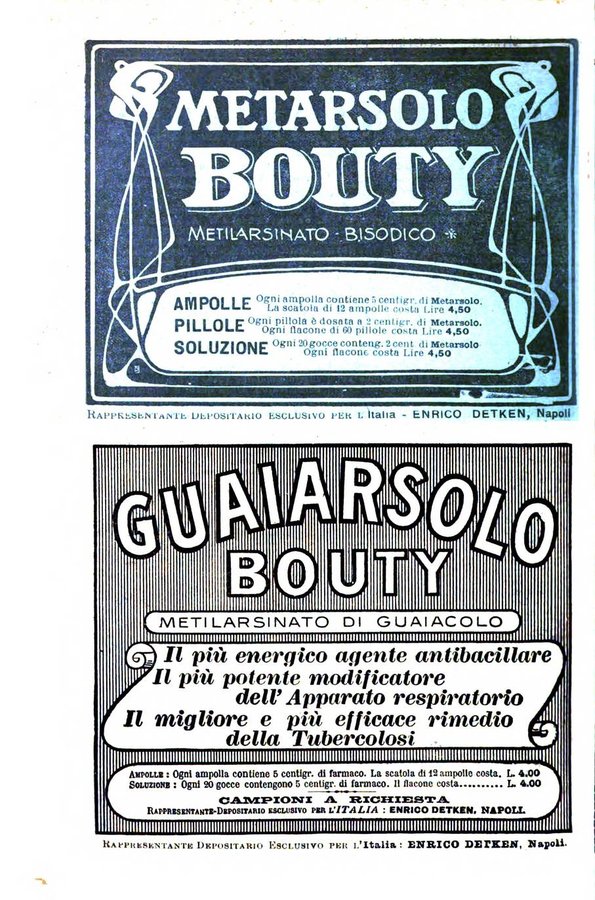 METARSOLO
BOUTY
METILARSINATO - BISODICO *
AMPOLLE Ogni ampolla contiene 5 centigr. di Metarsolo.
La scatola di 12 ampolle costa Lire 4,50
PILLOLE Ogni pillola è dosata a 2 centigr. di Metarsolo.
Ogni flacone di 60 pillole costa Lire 4,50
SOLUZIONE Ogni 20 gocce conteng. 2 cent. di Metarsolo
Ogni flacone costa Lire 4,50
RAPPRESENTANTE DEPOSITARIO ESCLUSIVO PER L'Italia - ENRICO DETKEN, Napoli
GUAIARSOLO
BOUTY
METILARSINATO DI GUAIACOLO
Il più energico agente antibacillare
Il più potente modificatore
dell' Apparato respiratorio
Il migliore e più efficace rimedio
della Tubercolosi
AMPOLLE : Ogni ampolla contiene 5 centigr. di farmaco. La scatola di 12 ampolle costa. L. 4.00
SOLUZIONE : Ogni 20 gocce contengono 5 centigr. di farmaco. Il flacone costa.......... L. 4.00
CAMPIONI A RICHIESTA
RAPPRESENTANTE-DEPOSITARIO ESCLUSIVO PER L'ITALIA : ENRICO DETKEN, NAPOLI.
RAPPRESENTANTE DEPOSITARIO ESCLUSIVO PER L'Italia : ENRICO DETKEN, Napoli.